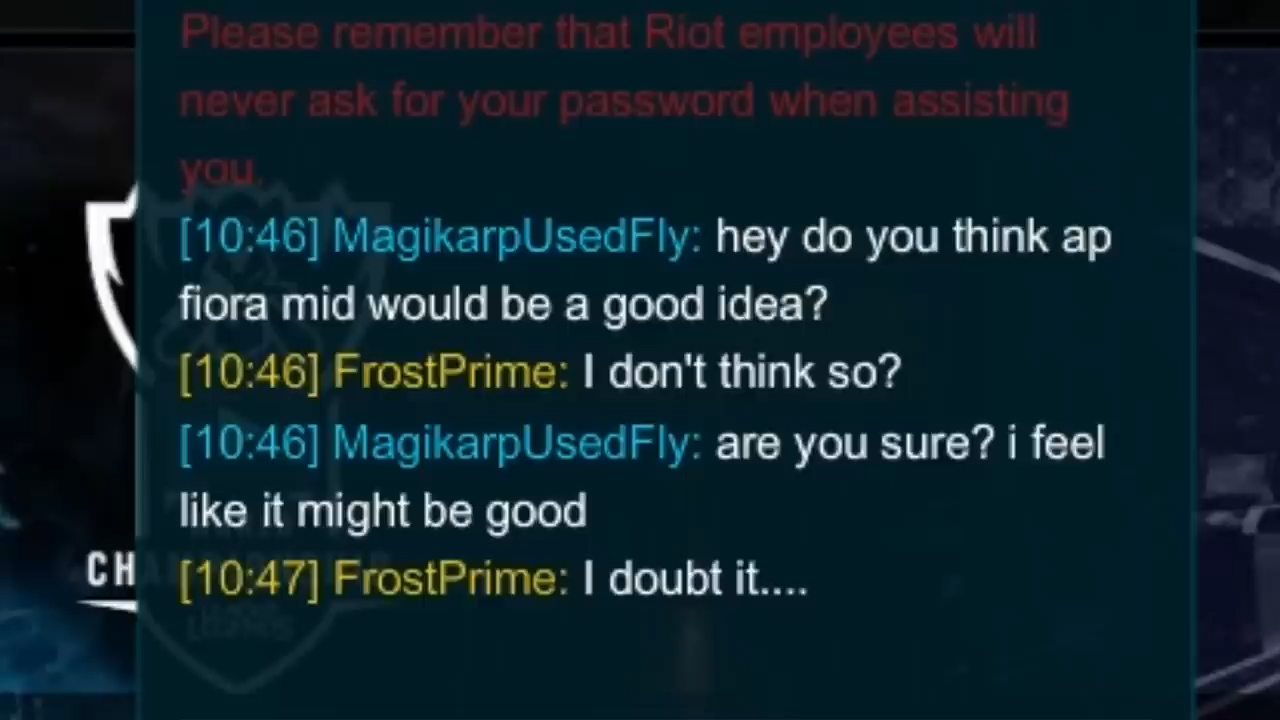 Please remember that Riot employees will
never ask for your password when assisting
you.
[10:46] MagikarpUsedFly: hey do you think ap
fiora mid would be a good idea?
[10:46] FrostPrime: I don't think so?
[10:46] MagikarpUsedFly: are you sure? i feel
like it might be good
CH
[10:47] FrostPrime: I doubt it....